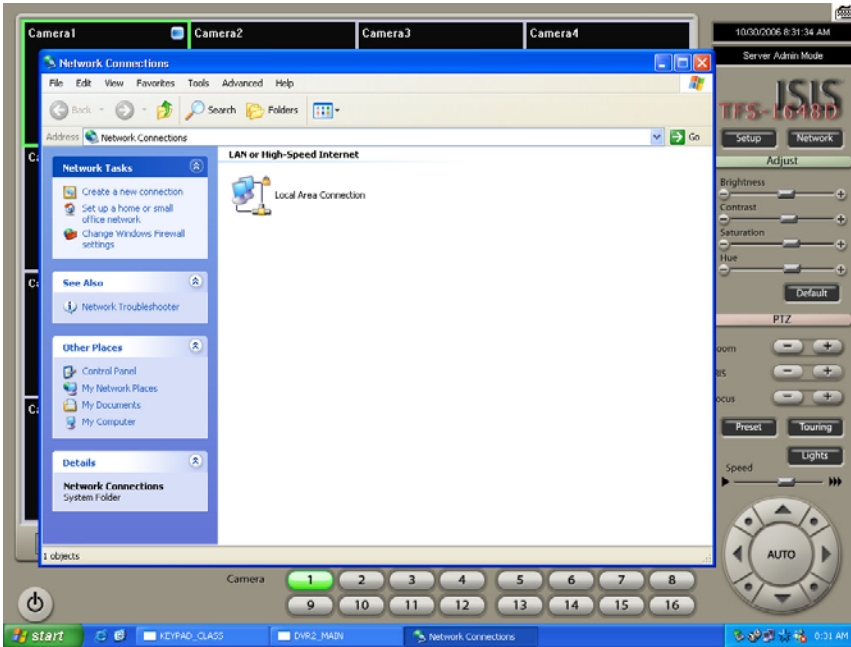 Camera1
Camera2
Camera3
Camera4
10/30/2006 8:31:34 AM
Server Admin Mode
ISIS
TFS-1648D
Setup
Network
Adjust
Brightness
Contrast
Saturation
Hue
Default
PTZ
oom
RIS
ocus
Preset
Touring
Lights
Speed
AUTO
Network Connections
File Edit View Favorites Tools Advanced Help
Back
Search
Folders
Address
Network Connections
Go
Network Tasks
Create a new connection
Set up a home or small
office network
Change Windows Firewall
settings
See Also
Network Troubleshooter
Other Places
Control Panel
My Network Places
My Documents
My Computer
Details
Network Connections
System Folder
LAN or High-Speed Internet
Local Area Connection
1 objects
Camera
1 2 3 4 5 6 7 8
9 10 11 12 13 14 15 16
start
KEYPAD_CLASS
DVR2_MAIN
Network Connections
8:31 AM